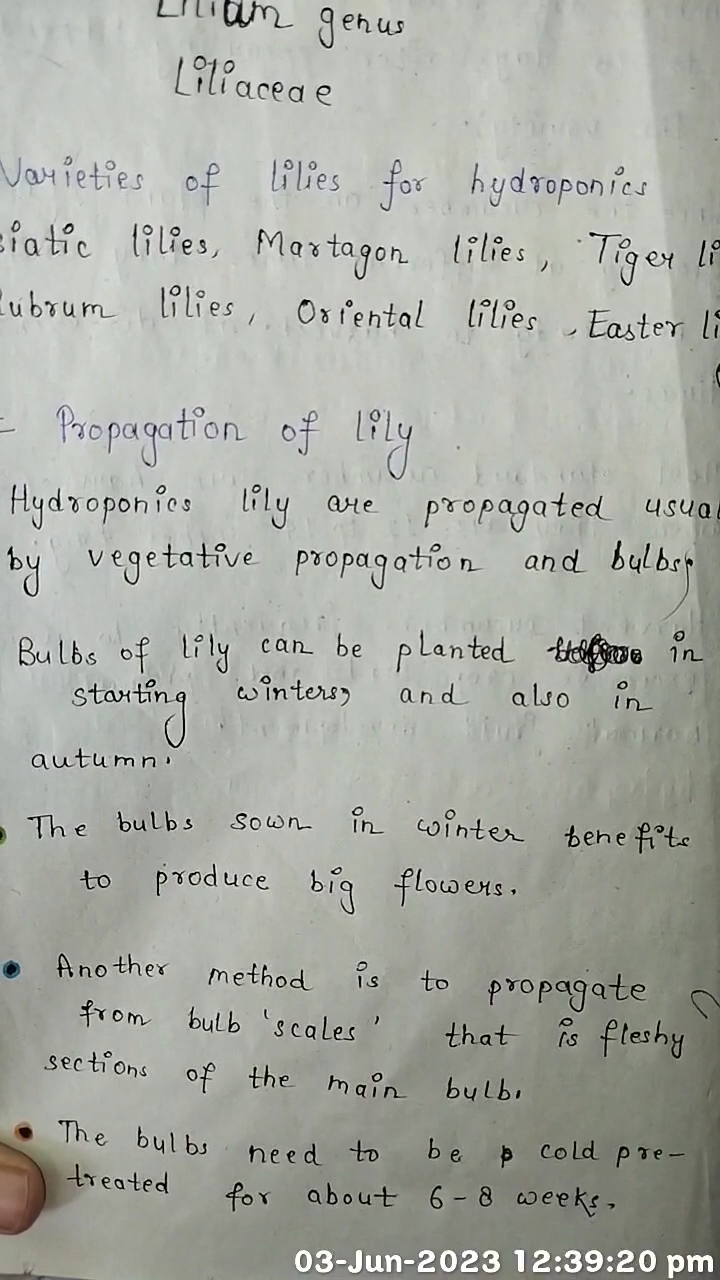 Lilium genus
Liliaceae
Varieties of lilies for hydroponics
siatic lilies, Martagon lilies, Tiger li
ubrum lilies, Oriental lilies, Easter li
- Propagation of lily
Hydroponics lily are propagated usual
by vegetative propagation and bulbs,
Bulbs of lily can be planted in
starting winters, and also in
autumn.
The bulbs sown in winter benefits
to produce big flowers.
• Another method is to propagate
from bulb 'scales' that is fleshy
sections of the main bulb.
• The bulbs need to be cold pre-
treated for about 6-8 weeks.
03-Jun-2023 12:39:20 pm